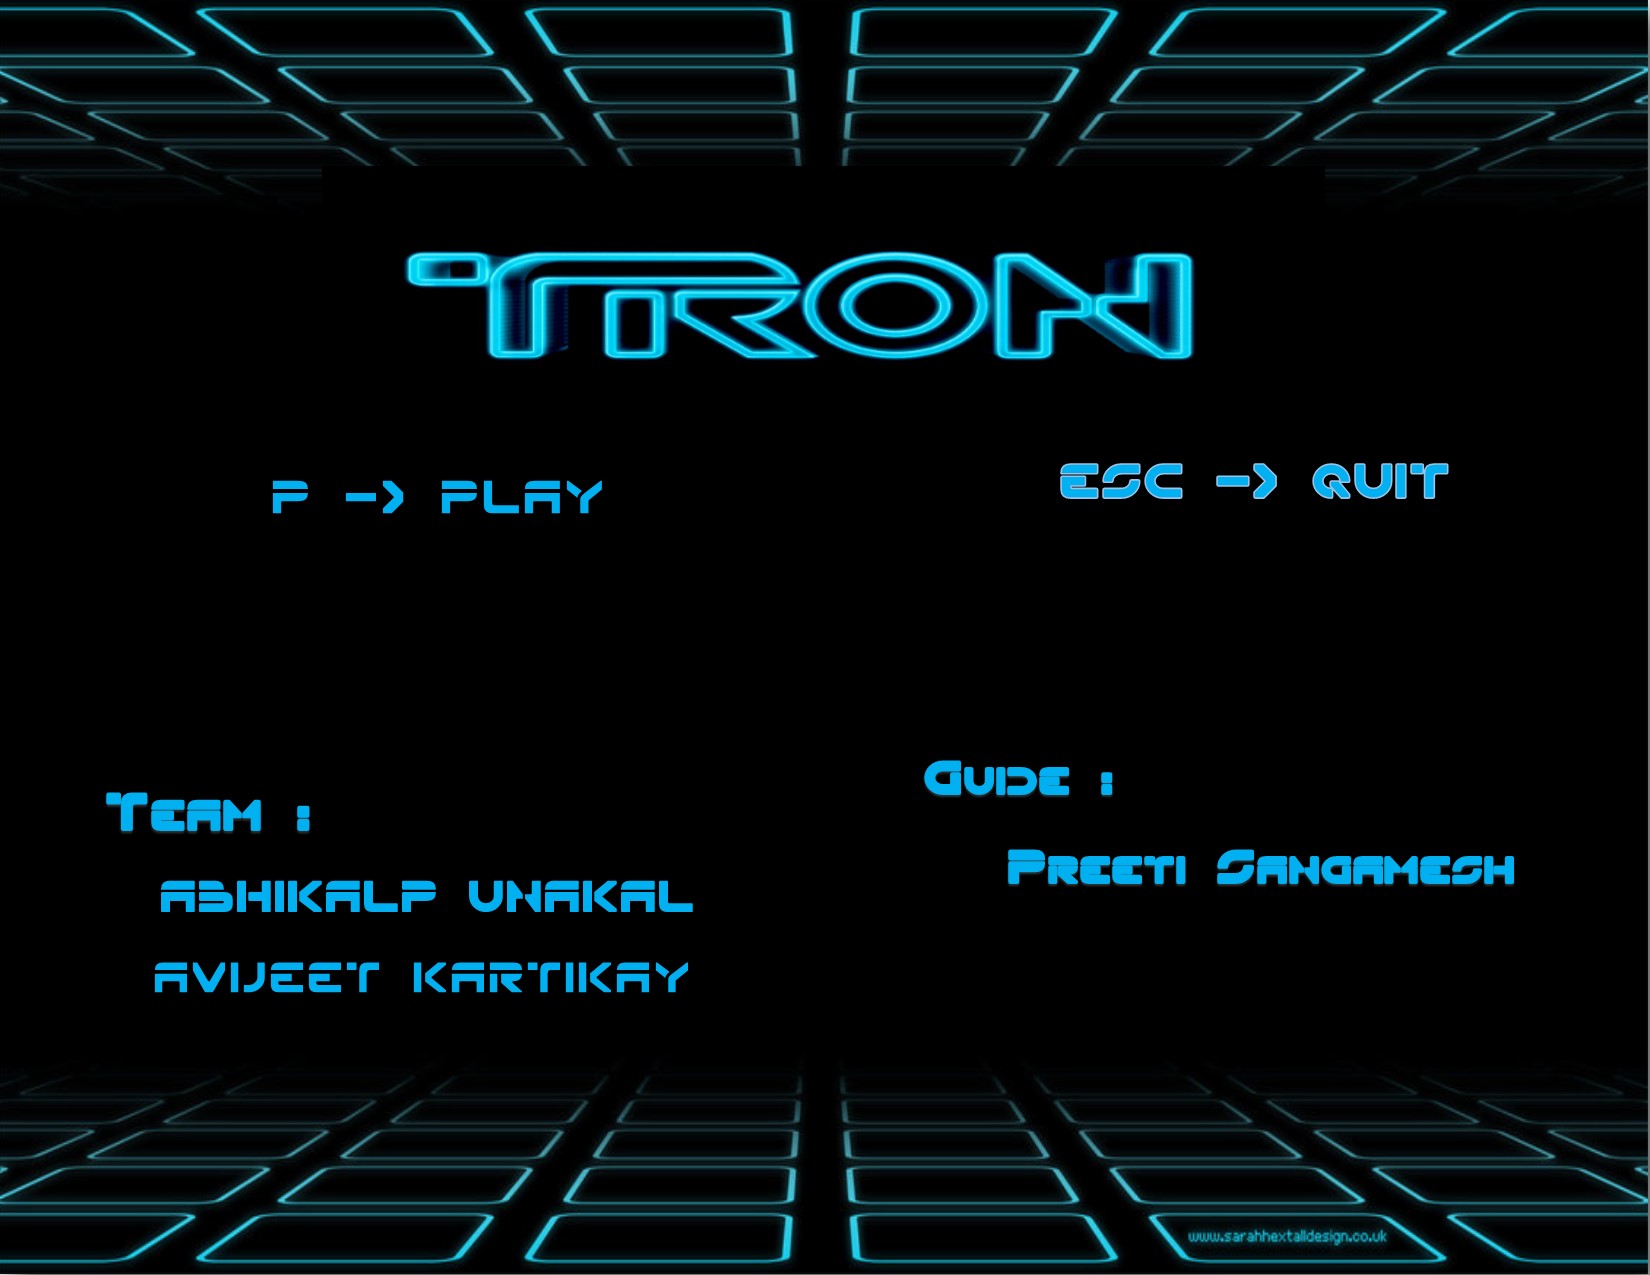 TRON
P -> PLAY
ESC -> QUIT
Team :
ABHIKALP UNAKAL
AVIJEET KARTIKAY
Guide :
Preeti Sangamesh
www.sarahhextalldesign.co.uk